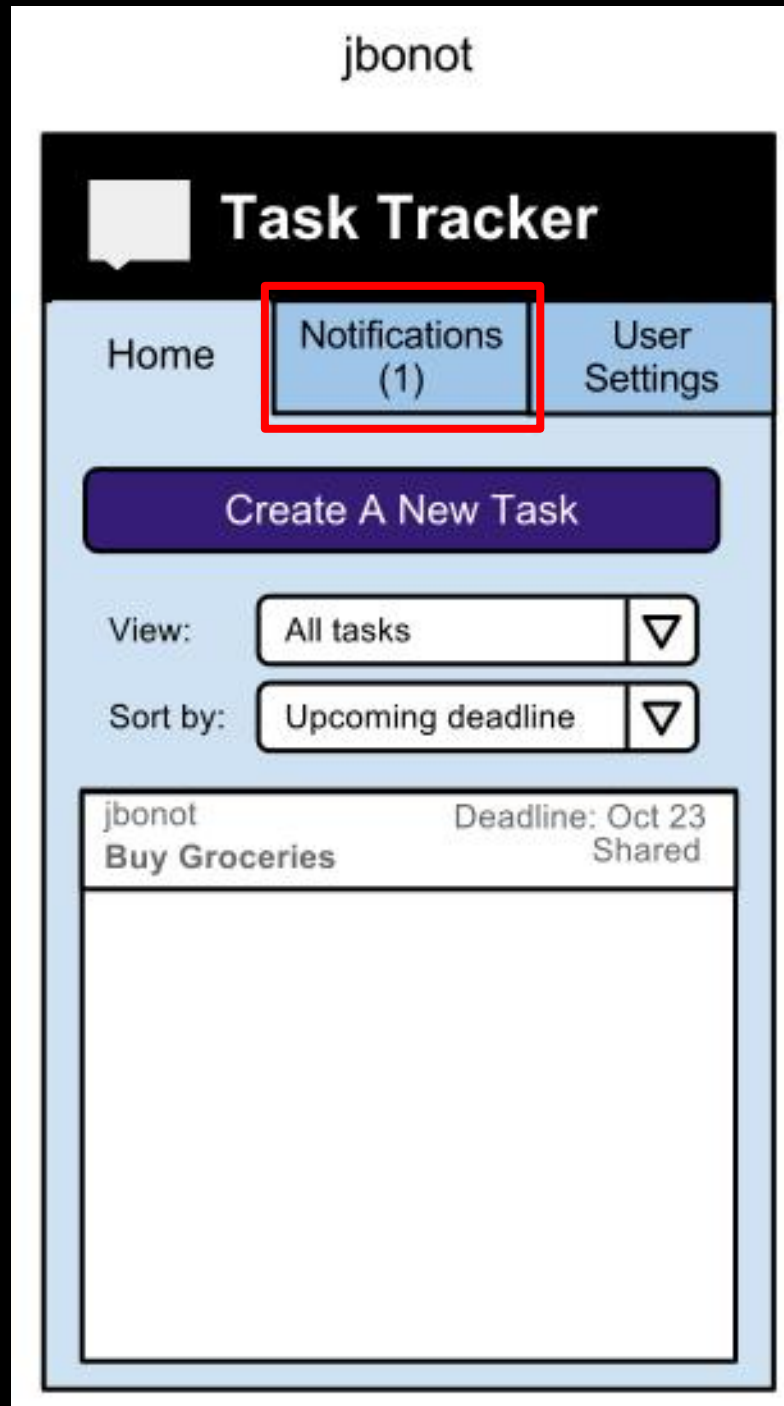 jbonot
Task Tracker
Home
Notifications
(1)
User
Settings
Create A New Task
View:
All tasks
Sort by:
Upcoming deadline
jbonot
Deadline: Oct 23
Buy Groceries
Shared